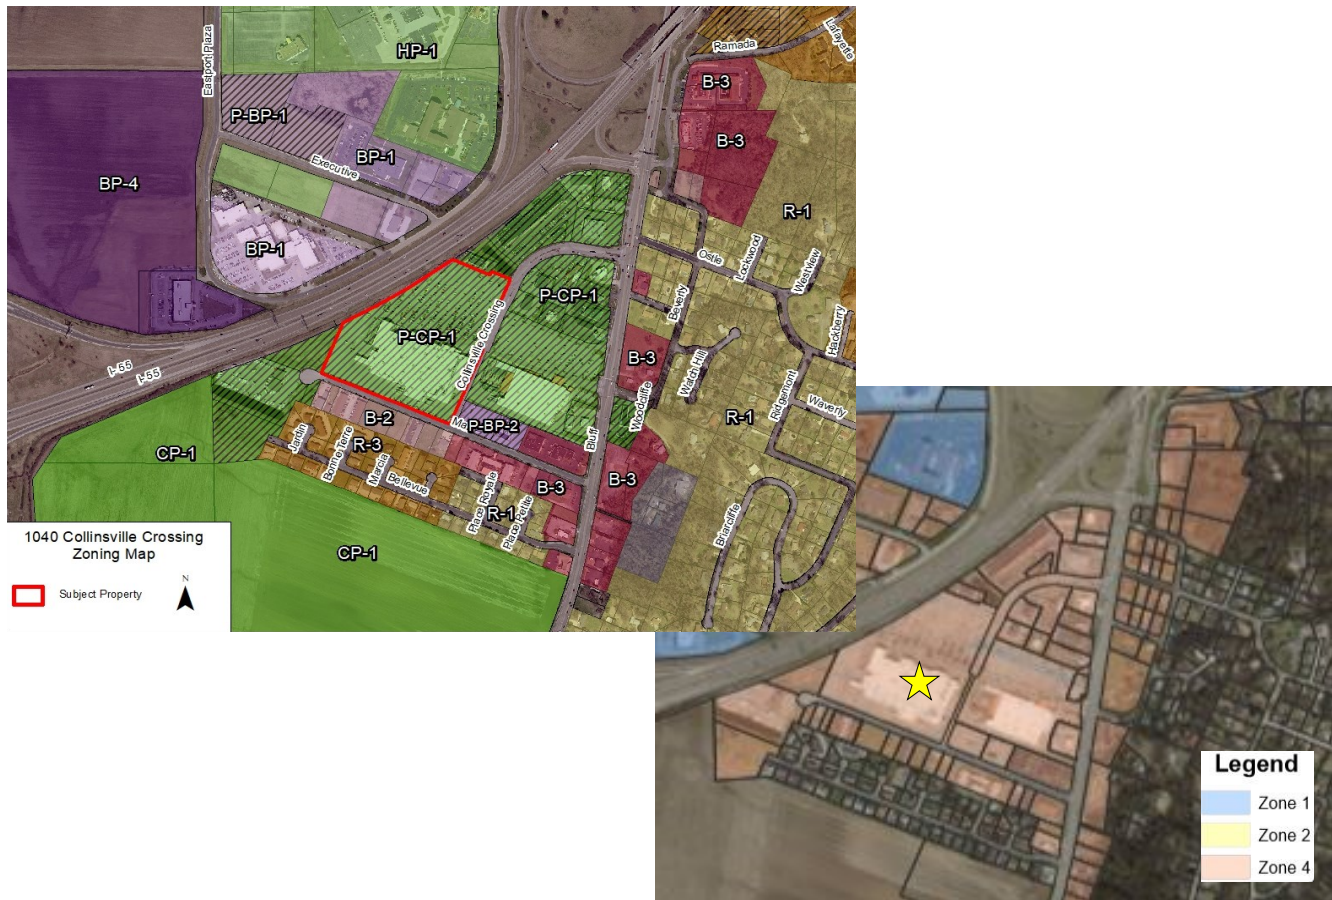 Eastport Plaza
HP-1
Ramada
Lafayette
B-3
P-BP-1
B-3
BP-1
Executive
BP-4
R-1
BP-1
Ostle
Lockwood
Westview
P-CP-1
Beverly
Hackberry
P-CP-1
Collinsville Crossing
B-3
Watch Hill
I-55
I-55
Ridgemont
Woodcliffe
Waverly
B-2
Ma
P-BP-2
R-1
Bluff
Jardin
Bonne Terre
R-3
Marcia
CP-1
Bellevue
B-3
B-3
Place Royale
R-1
Place Petite
Briarcliffe
CP-1
1040 Collinsville Crossing
Zoning Map
N
Subject Property
Legend
Zone 1
Zone 2
Zone 4